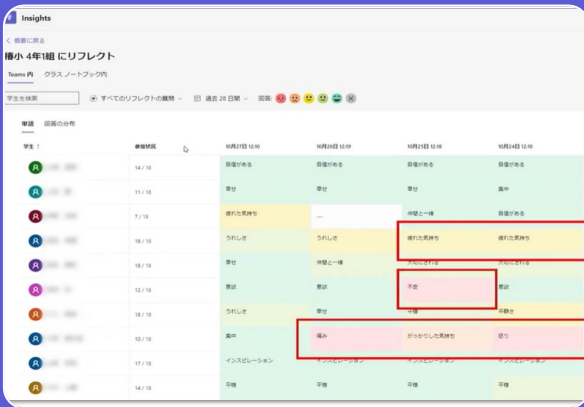 Insights
< 概要に戻る
椿小 4年1組 にリフレクト
Teams 内 クラス ノートブック内
学生を検索 すべてのリフレクトの質問 過去 28 日間 回答:
単語 回答の分布
学生 ↑ 参加状況 10月27日 12:10 10月26日 12:09 10月25日 12:08 10月24日 12:10
14 / 18 自信がある 自信がある 自信がある 自信がある
11 / 18 幸せ 幸せ 幸せ 集中
7 / 18 疲れた気持ち ... 仲間と一緒 自信がある
18 / 18 うれしさ うれしさ 疲れた気持ち 疲れた気持ち
18 / 18 幸せ 仲間と一緒 大切にされる 大切にされる
12 / 18 意欲 意欲 不安 意欲
18 / 18 うれしさ 幸せ 平穏 平静さ
10 / 18 集中 痛み がっかりした気持ち 怒り
17 / 18 インスピレーション インスピレーション インスピレーション インスピレーション
14 / 18 平穏 平穏 平穏 平穏